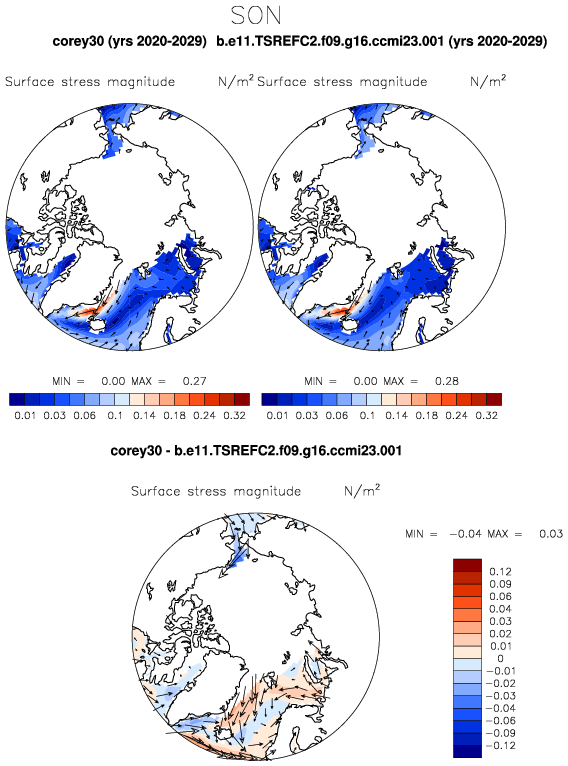 SON
corey30 (yrs 2020-2029) b.e11.TSREFC2.f09.g16.ccmi23.001 (yrs 2020-2029)
Surface stress magnitude N/m² Surface stress magnitude N/m²
MIN = 0.00 MAX = 0.27 MIN = 0.00 MAX = 0.28
0.01 0.03 0.06 0.1 0.14 0.18 0.24 0.32 0.01 0.03 0.06 0.1 0.14 0.18 0.24 0.32
corey30 - b.e11.TSREFC2.f09.g16.ccmi23.001
Surface stress magnitude N/m²
MIN = -0.04 MAX = 0.03
0.12
0.09
0.06
0.04
0.03
0.02
0.01
0
-0.01
-0.02
-0.03
-0.04
-0.06
-0.09
-0.12